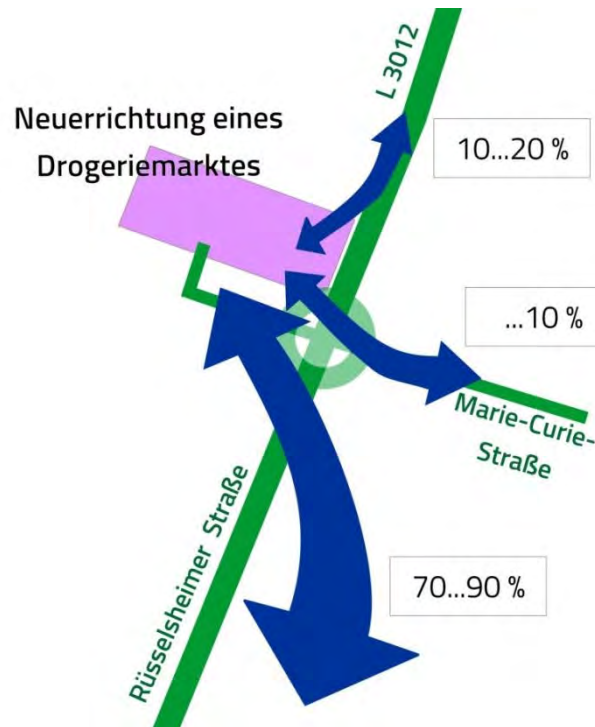 L 3012
Neuerrichtung eines
Drogeriemarktes
10...20 %
...10 %
Marie-Curie-
Straße
Rüsselsheimer Straße
70...90 %